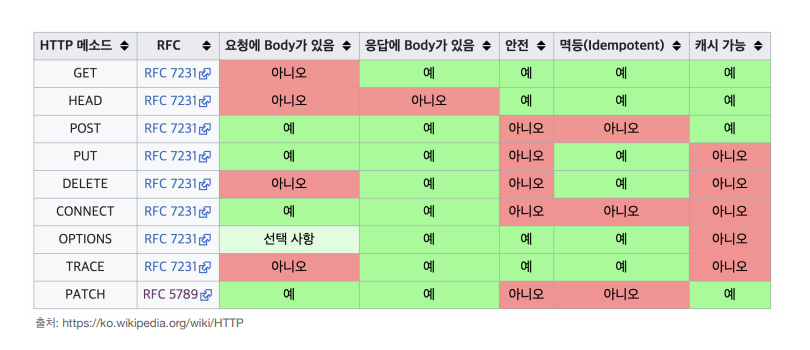 HTTP 메소드 RFC 요청에 Body가 있음 응답에 Body가 있음 안전 멱등(Idempotent) 캐시 가능
GET RFC 7231 아니오 예 예 예 예
HEAD RFC 7231 아니오 아니오 예 예 예
POST RFC 7231 예 예 아니오 아니오 예
PUT RFC 7231 예 예 아니오 예 아니오
DELETE RFC 7231 아니오 예 아니오 예 아니오
CONNECT RFC 7231 예 예 아니오 아니오 아니오
OPTIONS RFC 7231 선택 사항 예 예 예 아니오
TRACE RFC 7231 아니오 예 예 예 아니오
PATCH RFC 5789 예 예 아니오 아니오 예
출처: https://ko.wikipedia.org/wiki/HTTP